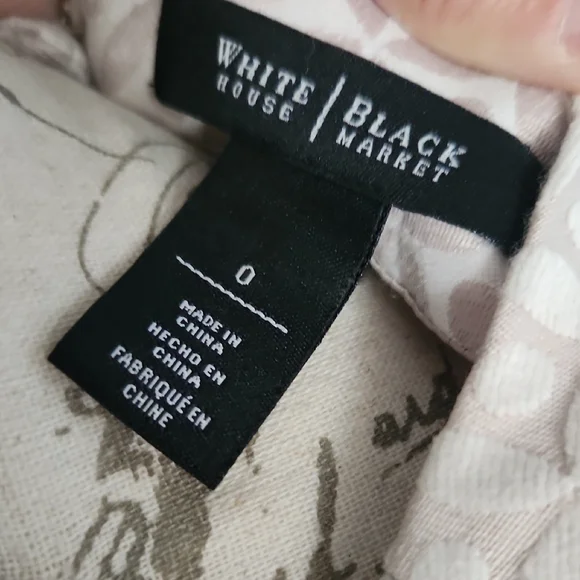 WHITE HOUSE | BLACK MARKET
0
MADE IN
CHINA
HECHO EN
CHINA
FABRIQUÉ EN
CHINE